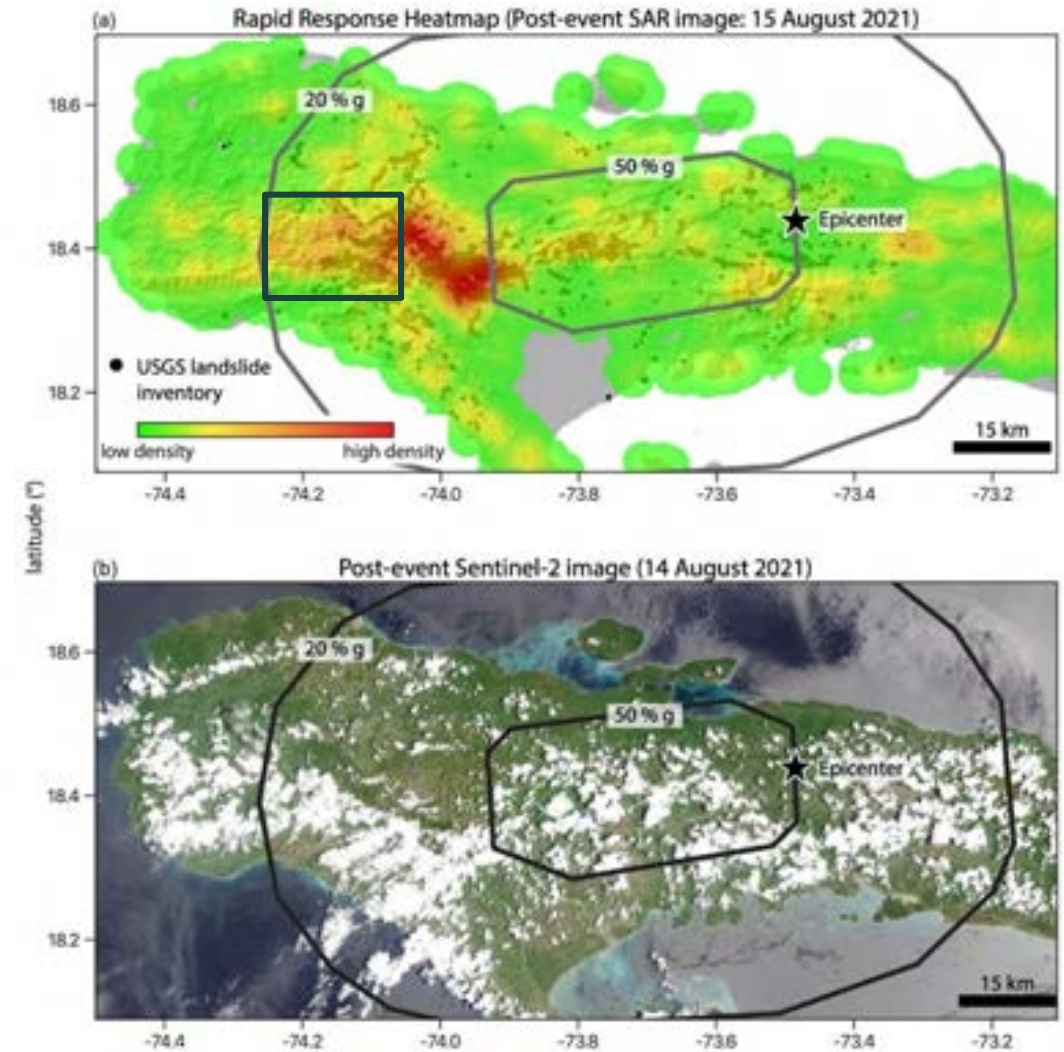 (a) Rapid Response Heatmap (Post-event SAR image: 15 August 2021)
18.6
20 % g
50 % g
Epicenter
18.4
USGS landslide
inventory
18.2
low density
high density
15 km
-74.4 -74.2 -74.0 -73.8 -73.6 -73.4 -73.2
latitude (°)
(b) Post-event Sentinel-2 image (14 August 2021)
18.6
20 % g
50 % g
Epicenter
18.4
18.2
15 km
-74.4 -74.2 -74.0 -73.8 -73.6 -73.4 -73.2